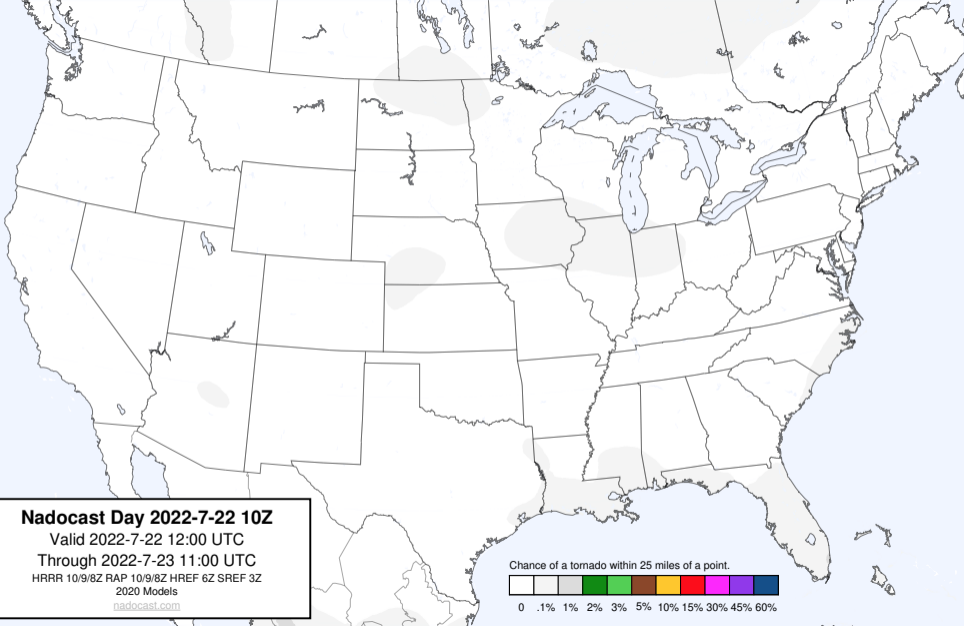 Nadocast Day 2022-7-22 10Z
Valid 2022-7-22 12:00 UTC
Through 2022-7-23 11:00 UTC
HRRR 10/9/8Z RAP 10/9/8Z HREF 6Z SREF 3Z
2020 Models
nadocast.com
Chance of a tornado within 25 miles of a point.
0 .1% 1% 2% 3% 5% 10% 15% 30% 45% 60%